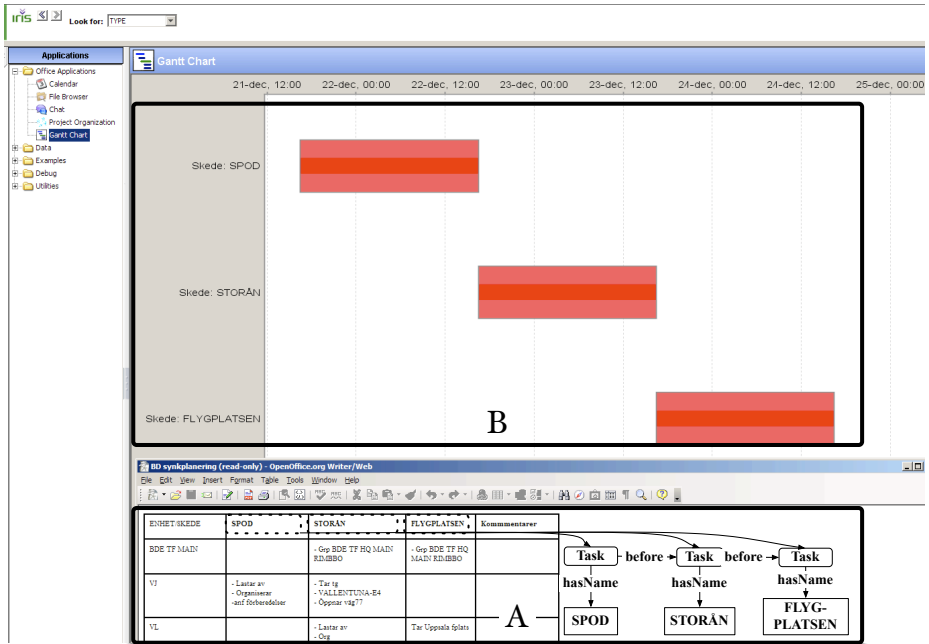 iris Look for: TYPE
Applications
Office Applications
Calendar
File Browser
Chat
Project Organization
Gantt Chart
Data
Examples
Debug
Utilities
Gantt Chart
21-dec, 12:00 22-dec, 00:00 22-dec, 12:00 23-dec, 00:00 23-dec, 12:00 24-dec, 00:00 24-dec, 12:00 25-dec, 00:00
Skede: SPOD
Skede: STORÅN
Skede: FLYGPLATSEN
B
BD synkplanering (read-only) - OpenOffice.org Writer/Web
File Edit View Insert Format Table Tools Window Help
ENHET/SKEDE SPOD STORÅN FLYGPLATSEN Kommmentarer
BDE TF MAIN - Grp BDE TF HQ MAIN RIMBBO - Grp BDE TF HQ MAIN RIMBBO
VJ - Lastar av
- Organiserar
-anf förberedelser
- Tar tg
- VALLENTUNA-E4
- Öppnar väg77
VL - Lastar av
- Org
Tar Uppsala fplats
A
Task before Task before Task
hasName hasName hasName
SPOD STORÅN FLYG-
PLATSEN